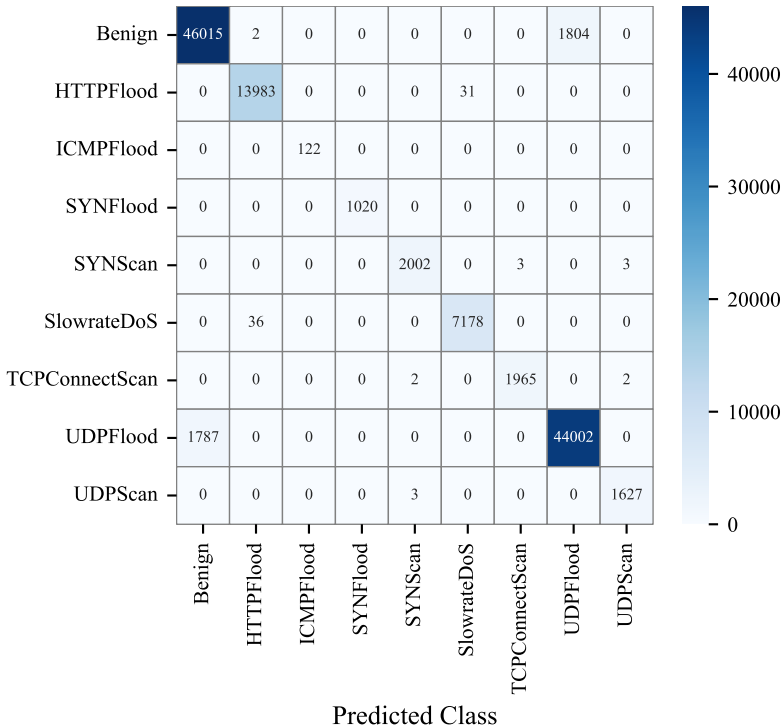 Benign 46015 2 0 0 0 0 0 1804 0
HTTPFlood 0 13983 0 0 0 31 0 0 0
40000
ICMPFlood 0 0 122 0 0 0 0 0 0
30000
SYNFlood 0 0 0 1020 0 0 0 0 0
SYNScan 0 0 0 0 2002 0 3 0 3
20000
SlowrateDoS 0 36 0 0 0 7178 0 0 0
TCPConnectScan 0 0 0 0 2 0 1965 0 2
10000
UDPFlood 1787 0 0 0 0 0 0 44002 0
UDPScan 0 0 0 0 3 0 0 0 1627
0
Benign
HTTPFlood
ICMPFlood
SYNFlood
SYNScan
SlowrateDoS
TCPConnectScan
UDPFlood
UDPScan
Predicted Class